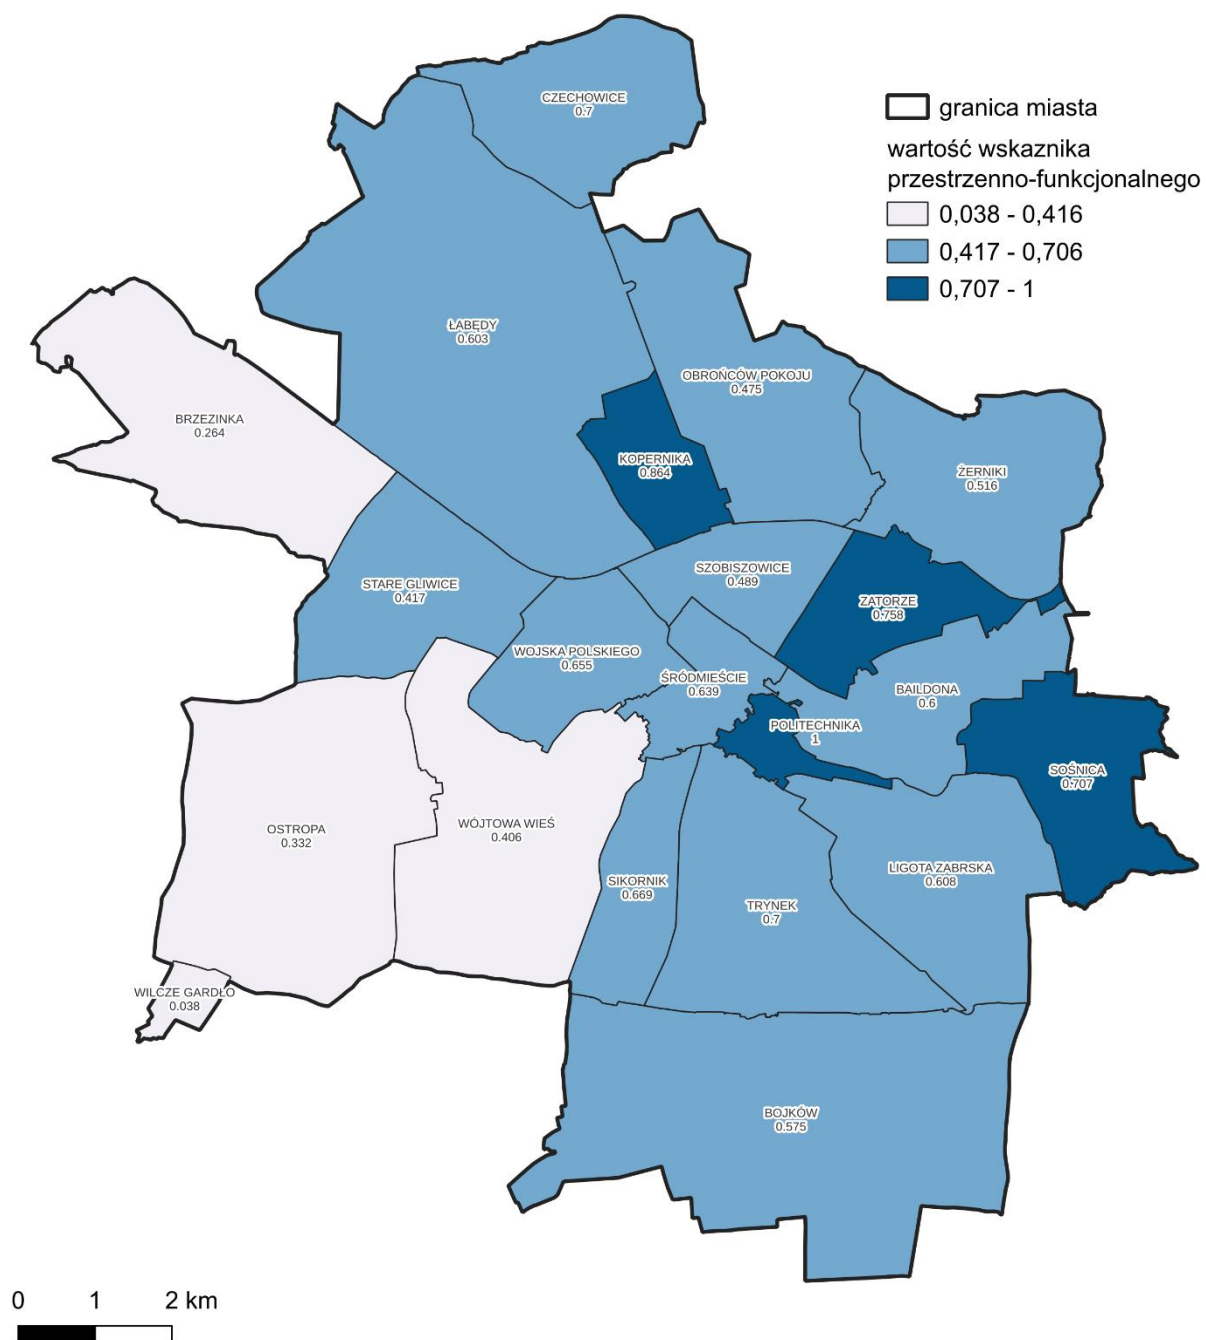 CZECHOWICE
0.7
granica miasta
wartość wskaznika
przestrzenno-funkcjonalnego
0,038 - 0,416
0,417 - 0,706
0,707 - 1
ŁABĘDY
0.603
OBROŃCÓW POKOJU
0.475
BRZEZINKA
0.264
KOPERNIKA
0.864
ŻERNIKI
0.516
SZOBISZOWICE
0.489
STARE GLIWICE
0.417
ZATORZE
0.758
WOJSKA POLSKIEGO
0.655
ŚRÓDMIEŚCIE
0.639
BAILDONA
0.6
POLITECHNIKA
1
SOŚNICA
0.707
OSTROPA
0.332
WÓJTOWA WIEŚ
0.406
SIKORNIK
0.669
LIGOTA ZABRSKA
0.608
TRYNEK
0.7
WILCZE GARDŁO
0.038
BOJKÓW
0.575
0 1 2 km